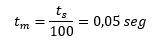 t_m = t_s/100 = 0,05 seg